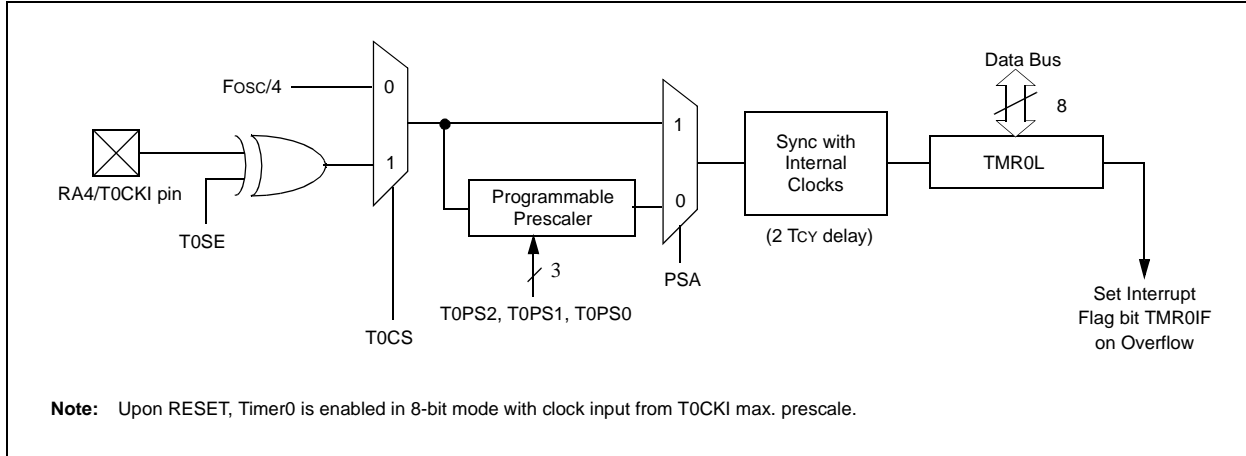 Data Bus
FOSC/4
0
8
1
Sync with
Internal
Clocks
TMR0L
1
RA4/T0CKI pin
Programmable
Prescaler
0
T0SE
(2 TCY delay)
3
PSA
T0PS2, T0PS1, T0PS0
T0CS
Set Interrupt
Flag bit TMR0IF
on Overflow
Note: Upon RESET, Timer0 is enabled in 8-bit mode with clock input from T0CKI max. prescale.